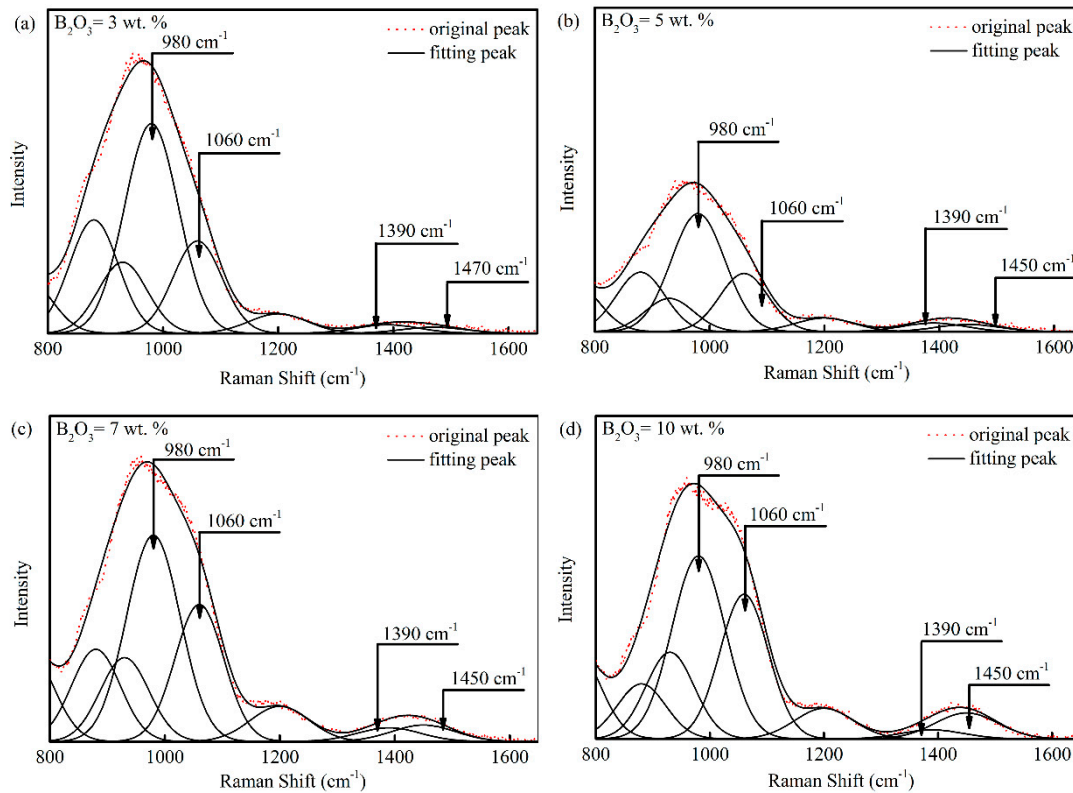 (a)
B₂O₃= 3 wt. %
980 cm⁻¹
original peak
fitting peak
1060 cm⁻¹
1390 cm⁻¹
1470 cm⁻¹
Intensity
800 1000 1200 1400 1600
Raman Shift (cm⁻¹)
(b)
B₂O₃= 5 wt. %
original peak
fitting peak
980 cm⁻¹
1060 cm⁻¹
1390 cm⁻¹
1450 cm⁻¹
Intensity
800 1000 1200 1400 1600
Raman Shift (cm⁻¹)
(c)
B₂O₃= 7 wt. %
980 cm⁻¹
original peak
fitting peak
1060 cm⁻¹
1390 cm⁻¹
1450 cm⁻¹
Intensity
800 1000 1200 1400 1600
Raman Shift (cm⁻¹)
(d)
B₂O₃= 10 wt. %
original peak
fitting peak
980 cm⁻¹
1060 cm⁻¹
1390 cm⁻¹
1450 cm⁻¹
Intensity
800 1000 1200 1400 1600
Raman Shift (cm⁻¹)